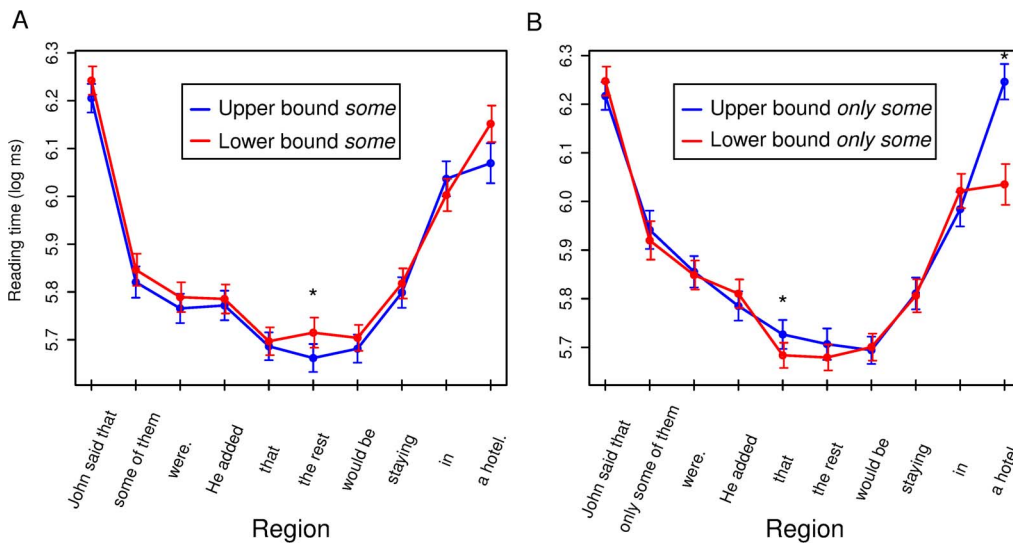 A
Reading time (log ms)
6.3
6.2
6.1
6.0
5.9
5.8
5.7
Upper bound some
Lower bound some
*
John said that
some of them
were.
He added
that
the rest
would be
staying
in
a hotel.
Region
B
6.3
6.2
6.1
6.0
5.9
5.8
5.7
Upper bound only some
Lower bound only some
*
*
John said that
only some of them
were.
He added
that
the rest
would be
staying
in
a hotel.
Region